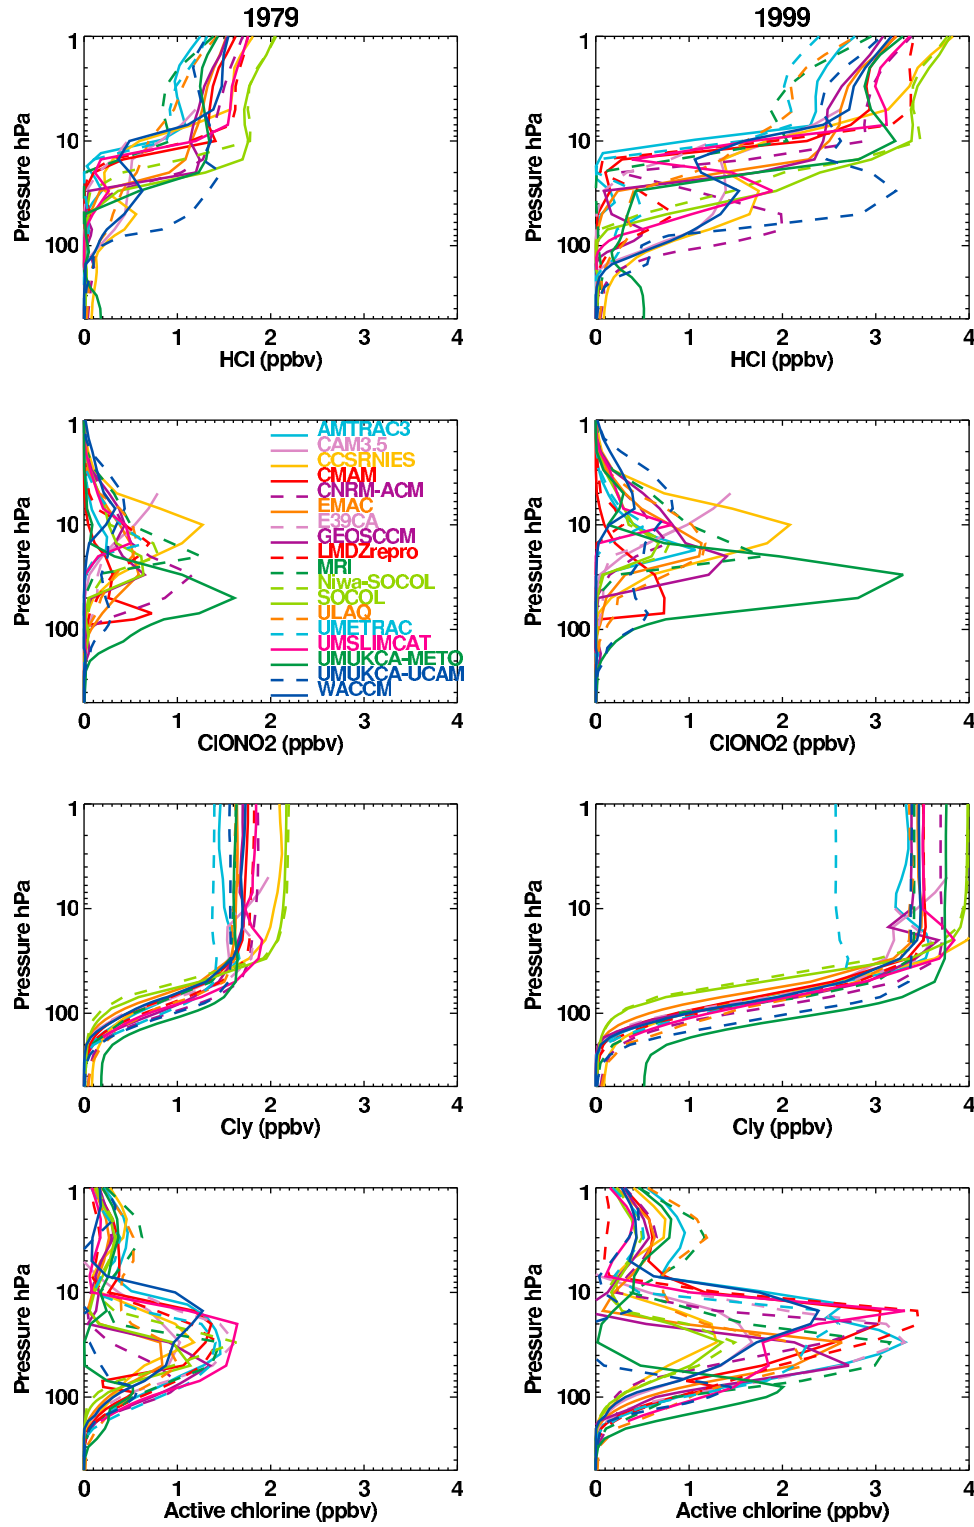 1979
1999
1
10
100
Pressure hPa
0 1 2 3 4
HCl (ppbv)
1
10
100
Pressure hPa
0 1 2 3 4
HCl (ppbv)
1
10
100
Pressure hPa
AMTRAC3
CAM3.5
CCSRNIES
CMAM
CNRM-ACM
EMAC
E39CA
GEOSCCM
LMDZrepro
MRI
Niwa-SOCOL
SOCOL
ULAQ
UMETRAC
UMSLIMCAT
UMUKCA-METO
UMUKCA-UCAM
WACCM
0 1 2 3 4
ClONO2 (ppbv)
1
10
100
Pressure hPa
0 1 2 3 4
ClONO2 (ppbv)
1
10
100
Pressure hPa
0 1 2 3 4
Cly (ppbv)
1
10
100
Pressure hPa
0 1 2 3 4
Cly (ppbv)
1
10
100
Pressure hPa
0 1 2 3 4
Active chlorine (ppbv)
1
10
100
Pressure hPa
0 1 2 3 4
Active chlorine (ppbv)